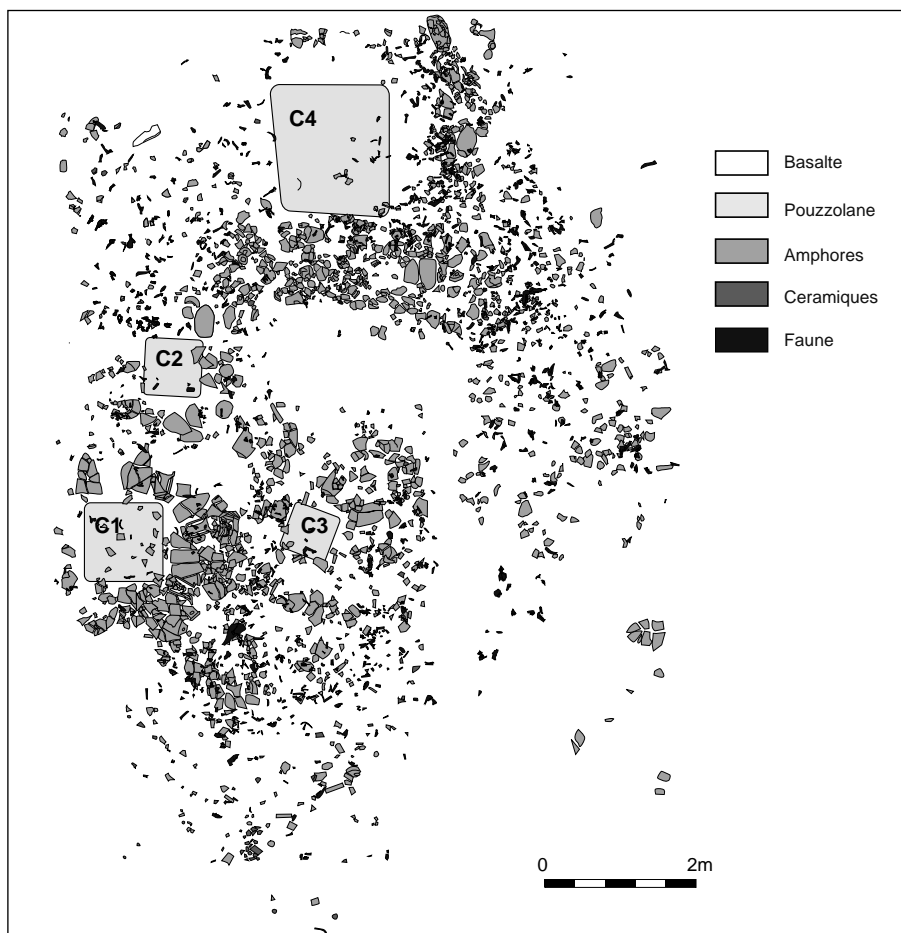 C4
Basalte
Pouzzolane
Amphores
Ceramiques
Faune
C2
C1
C3
0 2m